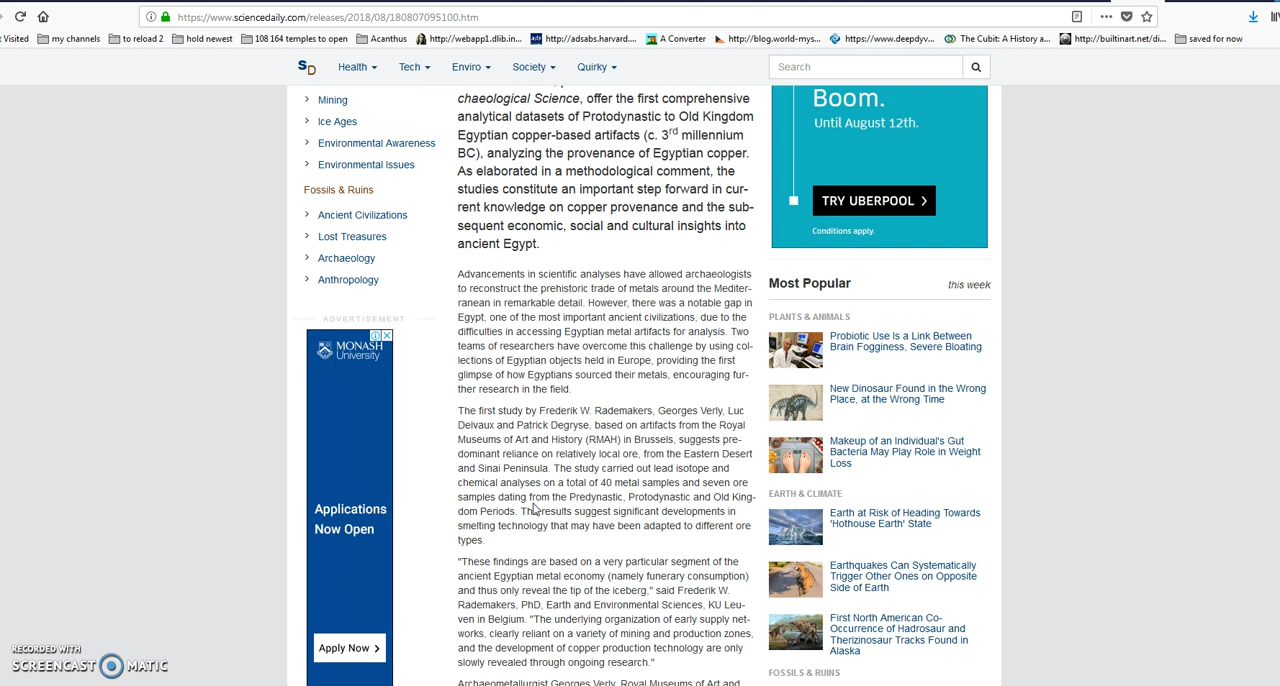 https://www.sciencedaily.com/releases/2018/08/180807095100.htm
Visited
my channels
to reload 2
hold newest
108 164 temples to open
Acanthus
http://webapp1.dlib.in...
ads
http://adsabs.harvard....
A Converter
http://blog.world-mys...
https://www.deepdyv...
The Cubit: A History a...
http://builtinart.net/di...
saved for now
SD
Health
Tech
Enviro
Society
Quirky
Search
Mining
Ice Ages
Environmental Awareness
Environmental Issues
Fossils & Ruins
Ancient Civilizations
Lost Treasures
Archaeology
Anthropology
ADVERTISEMENT
MONASH
University
Applications
Now Open
Apply Now
chaeological Science, offer the first comprehensive
analytical datasets of Protodynastic to Old Kingdom
Egyptian copper-based artifacts (c. 3rd millennium
BC), analyzing the provenance of Egyptian copper.
As elaborated in a methodological comment, the
studies constitute an important step forward in cur-
rent knowledge on copper provenance and the sub-
sequent economic, social and cultural insights into
ancient Egypt.
Advancements in scientific analyses have allowed archaeologists
to reconstruct the prehistoric trade of metals around the Mediter-
ranean in remarkable detail. However, there was a notable gap in
Egypt, one of the most important ancient civilizations, due to the
difficulties in accessing Egyptian metal artifacts for analysis. Two
teams of researchers have overcome this challenge by using col-
lections of Egyptian objects held in Europe, providing the first
glimpse of how Egyptians sourced their metals, encouraging fur-
ther research in the field.
The first study by Frederik W. Rademakers, Georges Verly, Luc
Delvaux and Patrick Degryse, based on artifacts from the Royal
Museums of Art and History (RMAH) in Brussels, suggests pre-
dominant reliance on relatively local ore, from the Eastern Desert
and Sinai Peninsula. The study carried out lead isotope and
chemical analyses on a total of 40 metal samples and seven ore
samples dating from the Predynastic, Protodynastic and Old King-
dom Periods. The results suggest significant developments in
smelting technology that may have been adapted to different ore
types.
"These findings are based on a very particular segment of the
ancient Egyptian metal economy (namely funerary consumption)
and thus only reveal the tip of the iceberg," said Frederik W.
Rademakers, PhD, Earth and Environmental Sciences, KU Leu-
ven in Belgium. "The underlying organization of early supply net-
works, clearly reliant on a variety of mining and production zones,
and the development of copper production technology are only
slowly revealed through ongoing research."
Archaeometallurgist Georges Verly, Royal Museums of Art and
Boom.
Until August 12th.
TRY UBERPOOL
Conditions apply.
Most Popular
this week
PLANTS & ANIMALS
Probiotic Use Is a Link Between
Brain Fogginess, Severe Bloating
New Dinosaur Found in the Wrong
Place, at the Wrong Time
Makeup of an Individual's Gut
Bacteria May Play Role in Weight
Loss
EARTH & CLIMATE
Earth at Risk of Heading Towards
'Hothouse Earth' State
Earthquakes Can Systematically
Trigger Other Ones on Opposite
Side of Earth
First North American Co-
Occurrence of Hadrosaur and
Therizinosaur Tracks Found in
Alaska
FOSSILS & RUINS
RECORDED WITH
SCREENCAST MATIC